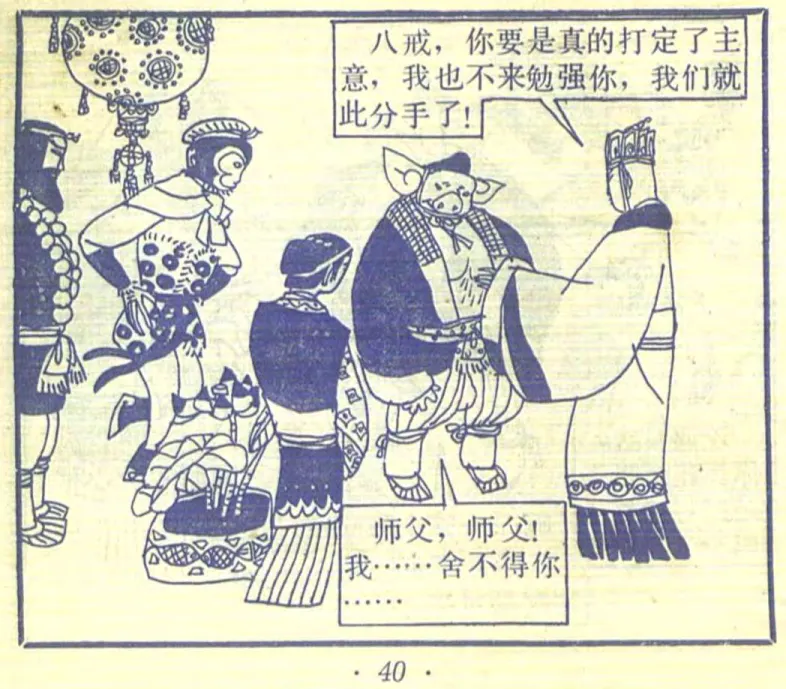 八戒，你要是真的打定了主
意，我也不来勉强你，我们就
此分手了！
师父，师父！
我……舍不得你
……
· 40 ·